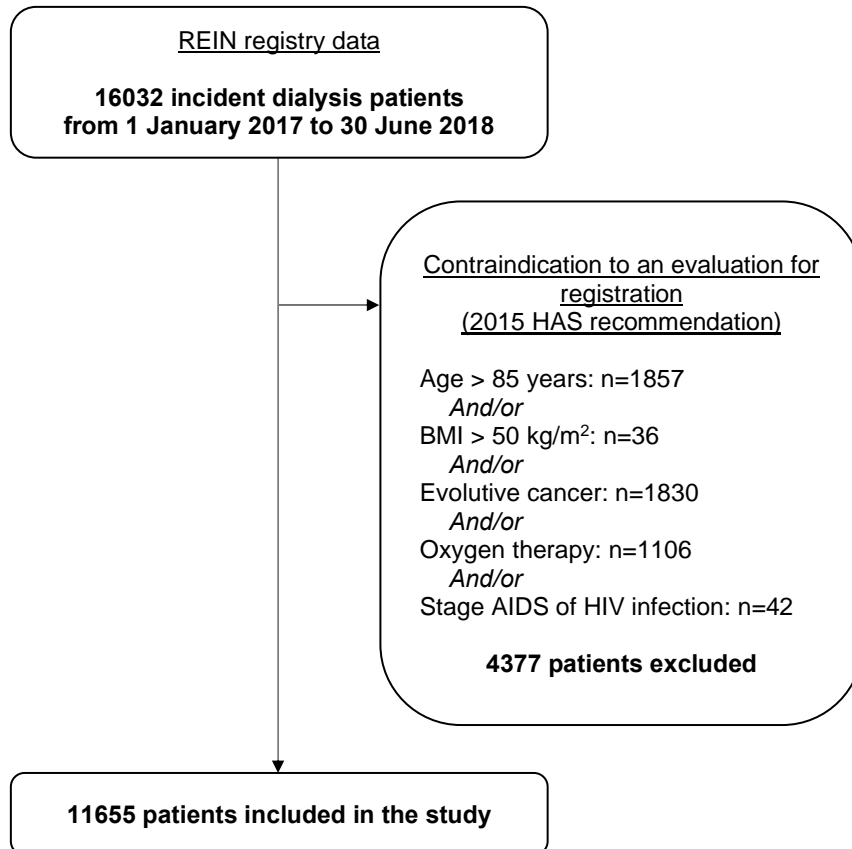 REIN registry data
16032 incident dialysis patients
from 1 January 2017 to 30 June 2018
Contraindication to an evaluation for
registration
(2015 HAS recommendation)
Age > 85 years: n=1857
And/or
BMI > 50 kg/m²: n=36
And/or
Evolutive cancer: n=1830
And/or
Oxygen therapy: n=1106
And/or
Stage AIDS of HIV infection: n=42
4377 patients excluded
11655 patients included in the study